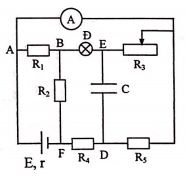 A
A B Đ E
R₁ R₃
R₂ C
E, r F R₄ D R₅